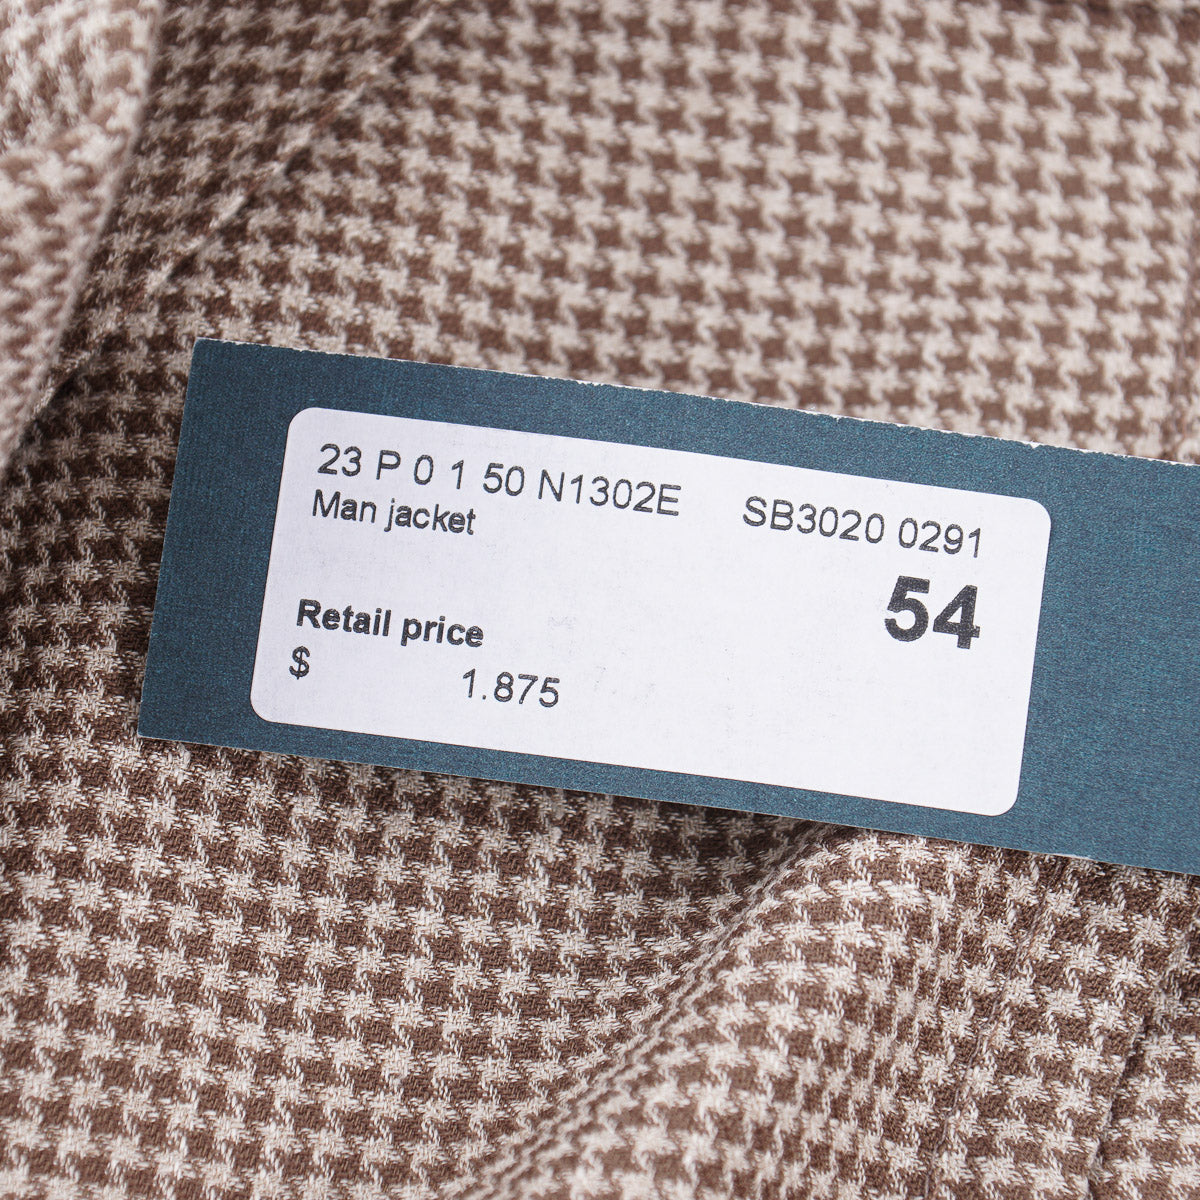 23 P 0 1 50 N1302E SB3020 0291
Man jacket
54
Retail price
$ 1.875